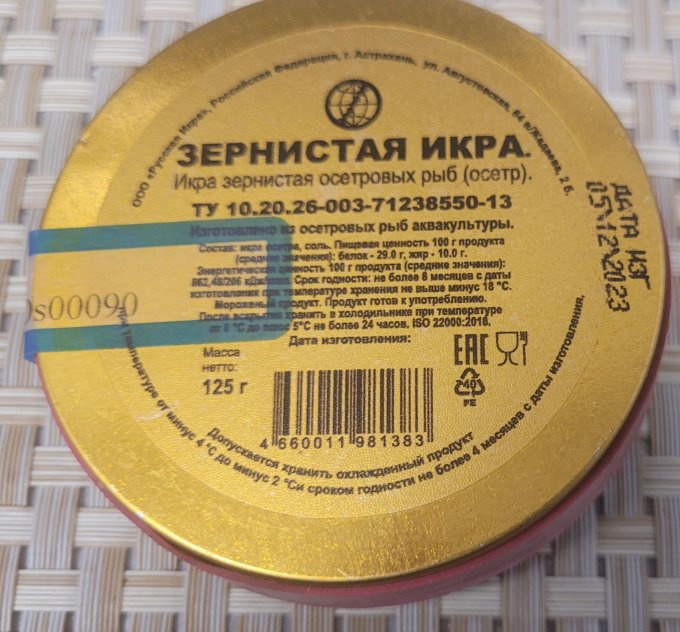 ООО «Русская Икра», Российская Федерация, г. Астрахань, ул. Августовская,
ЗЕРНИСТАЯ ИКРА.
Икра зернистая осетровых рыб (осетр).
ТУ 10.20.26-003-71238550-13
Изготовлено из осетровых рыб аквакультуры.
Состав: икра осетра, соль. Пищевая ценность 100 г продукта
(средние значения): белок - 29.0 г, жир - 10.0 г.
Энергетическая ценность 100 г продукта (средние значения):
862,46/206 кДж/ккал. Срок годности: не более 8 месяцев с даты
изготовления при температуре хранения не выше минус 18 °С.
Мороженый продукт. Продукт готов к употреблению.
После вскрытия хранить в холодильнике при температуре
от 0 °С до плюс 5°С не более 24 часов. ISO 22000:2018.
Дата изготовления:
Масса
нетто:
125 г
4 660011 981383
EAC
40
FE
Допускается хранить охлажденный продукт
при температуре от минус 4 °С до минус 2 °Си сроком годности не более 4 месяцев с даты изготовления.
s00090
ДАТА ИЗГ
05\12\2023